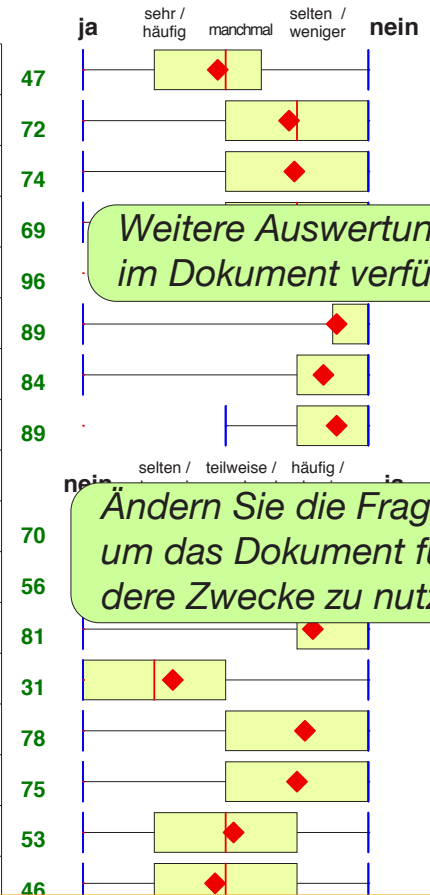 ja sehr / häufig manchmal selten / weniger nein
47
72
74
69
Weitere Auswertun
im Dokument verfü
96
89
84
89
selten / teilweise / häufig /
nein
Ändern Sie die Frag
um das Dokument f
dere Zwecke zu nut
70
56
81
31
78
75
53
46